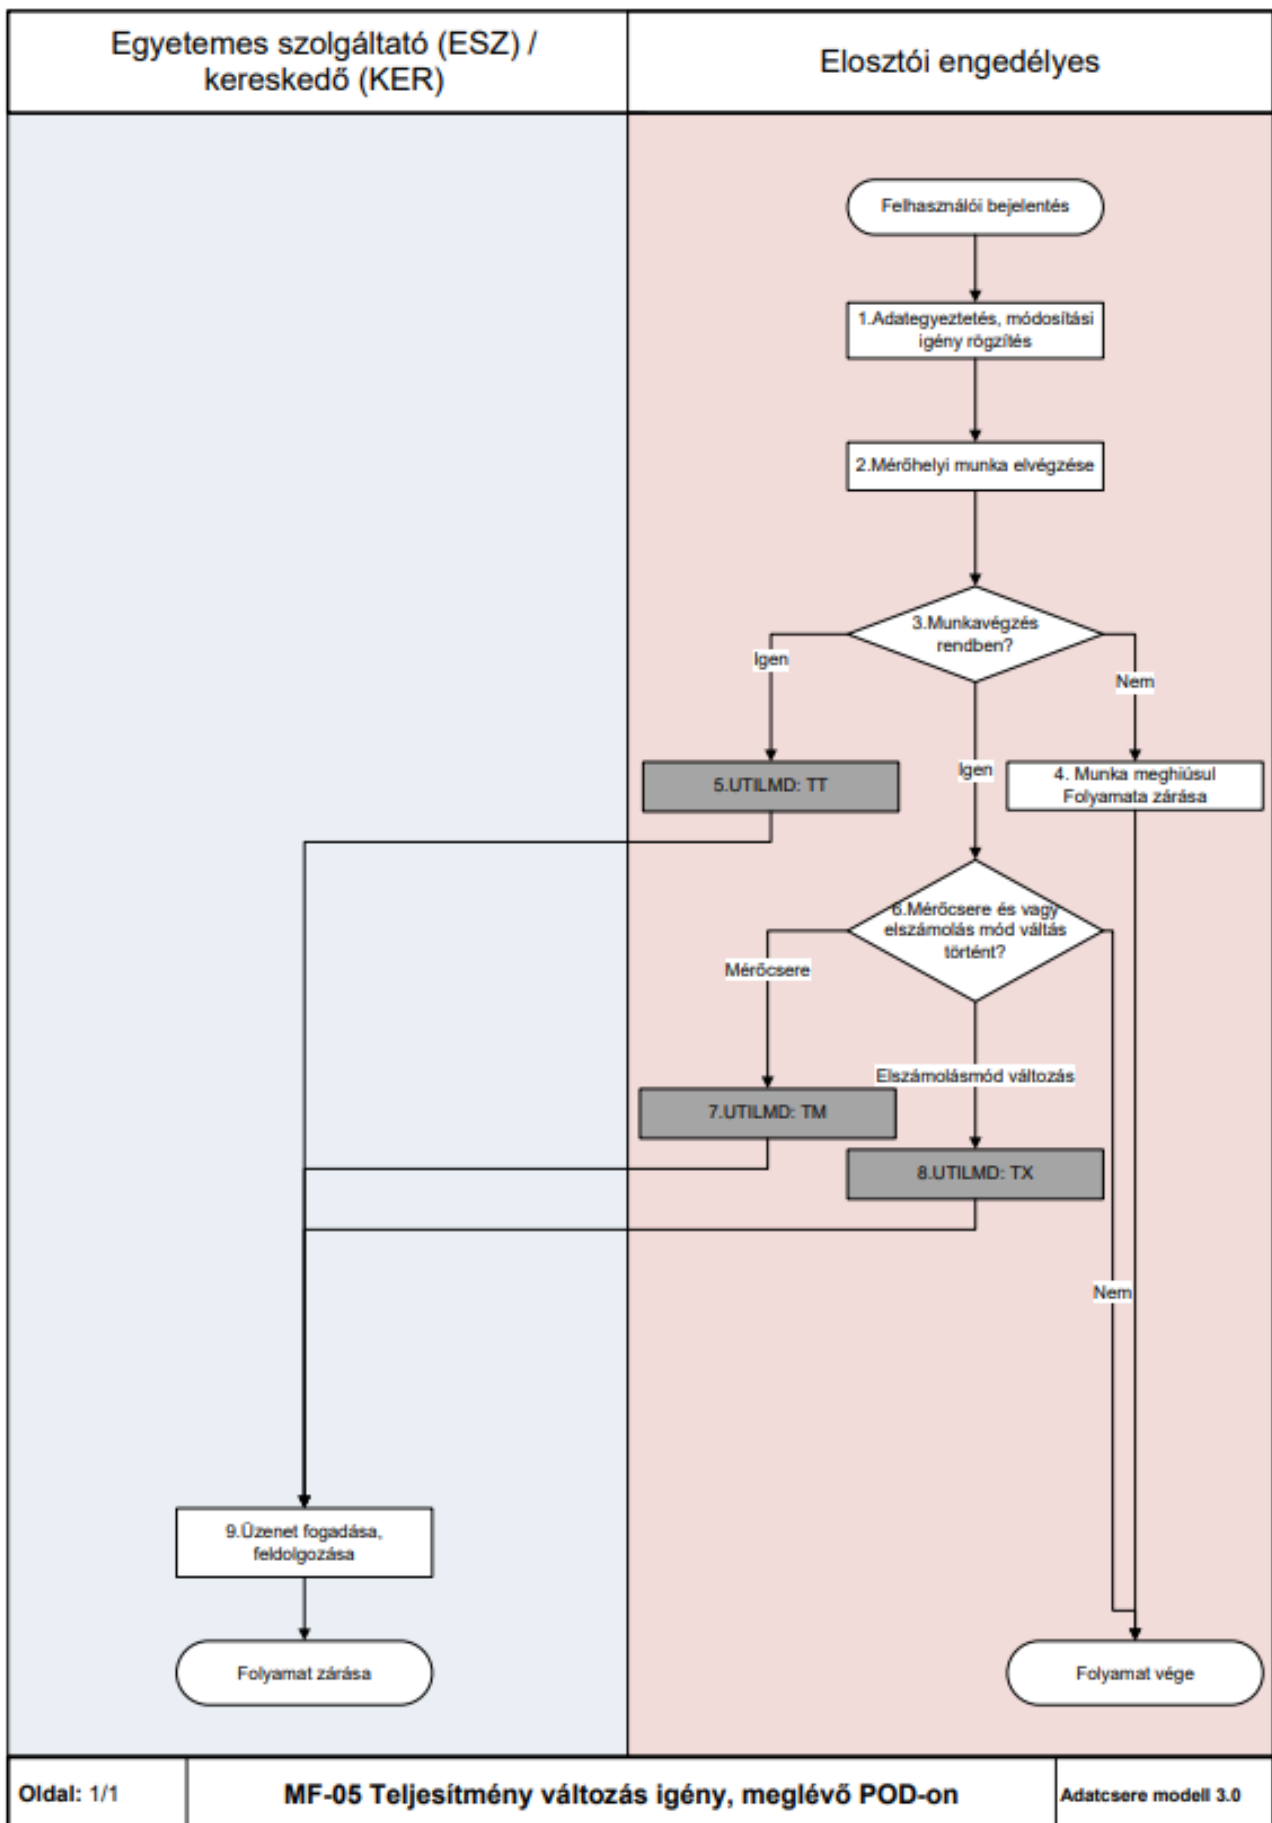 Egyetemes szolgáltató (ESZ) /
kereskedő (KER)
Elosztói engedélyes
Felhasználói bejelentés
1.Adategyeztetés, módosítási
igény rögzítés
2.Mérőhelyi munka elvégzése
3.Munkavégzés
rendben?
Igen
Nem
Igen
5.UTILMD: TT
4. Munka meghiúsul
Folyamata zárása
6.Mérőcsere és vagy
elszámolás mód váltás
történt?
Mérőcsere
Elszámolásmód változás
7.UTILMD: TM
8.UTILMD: TX
Nem
9.Üzenet fogadása,
feldolgozása
Folyamat zárása
Folyamat vége
Oldal: 1/1
MF-05 Teljesítmény változás igény, meglévő POD-on
Adatcsere modell 3.0